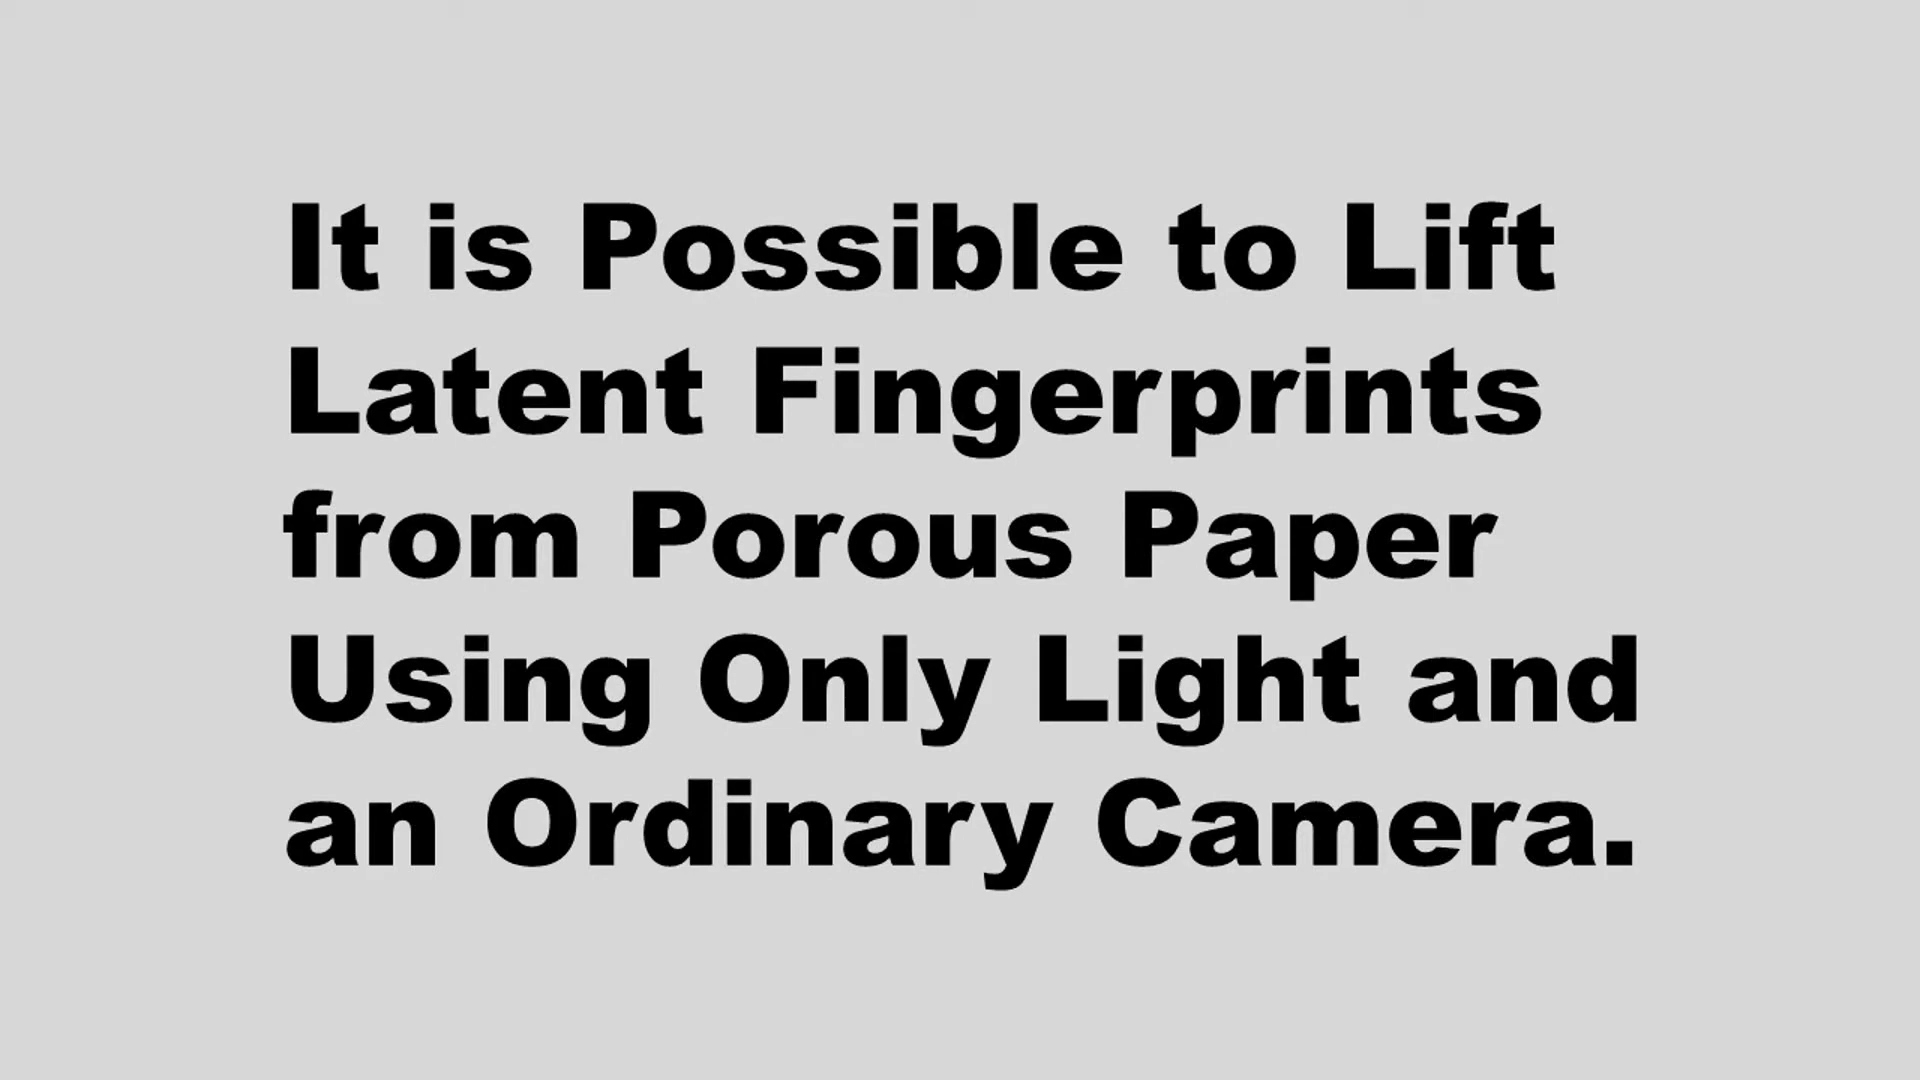 It is Possible to Lift
Latent Fingerprints
from Porous Paper
Using Only Light and
an Ordinary Camera.